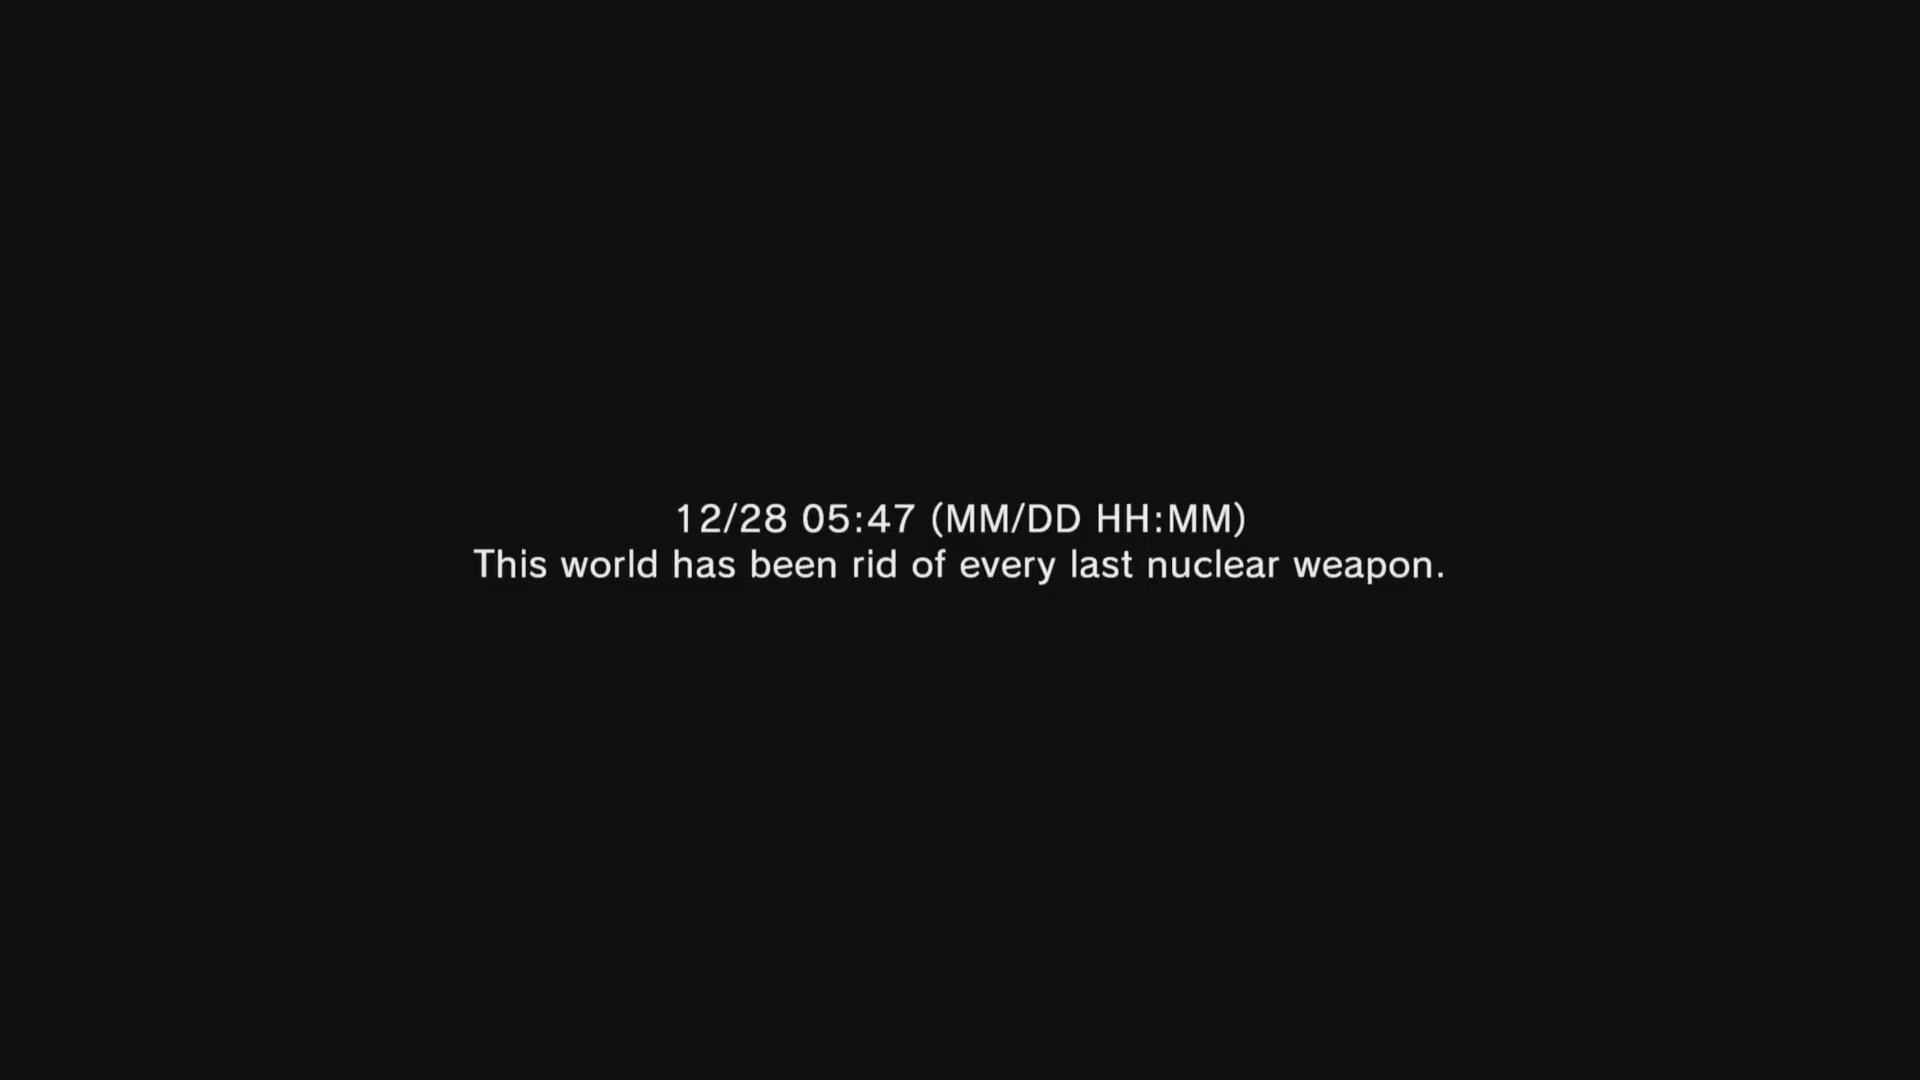 12/28 05:47 (MM/DD HH:MM)
This world has been rid of every last nuclear weapon.